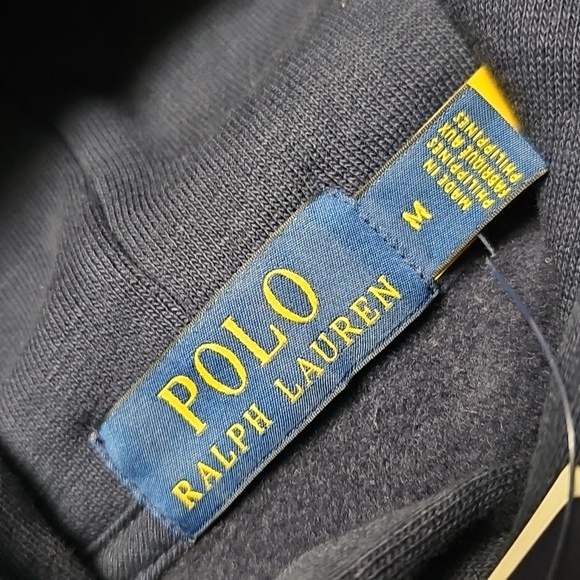 POLO
RALPH LAUREN
M
MADE IN
PHILIPPINES
FABRIQUÉ AUX
PHILIPPINES